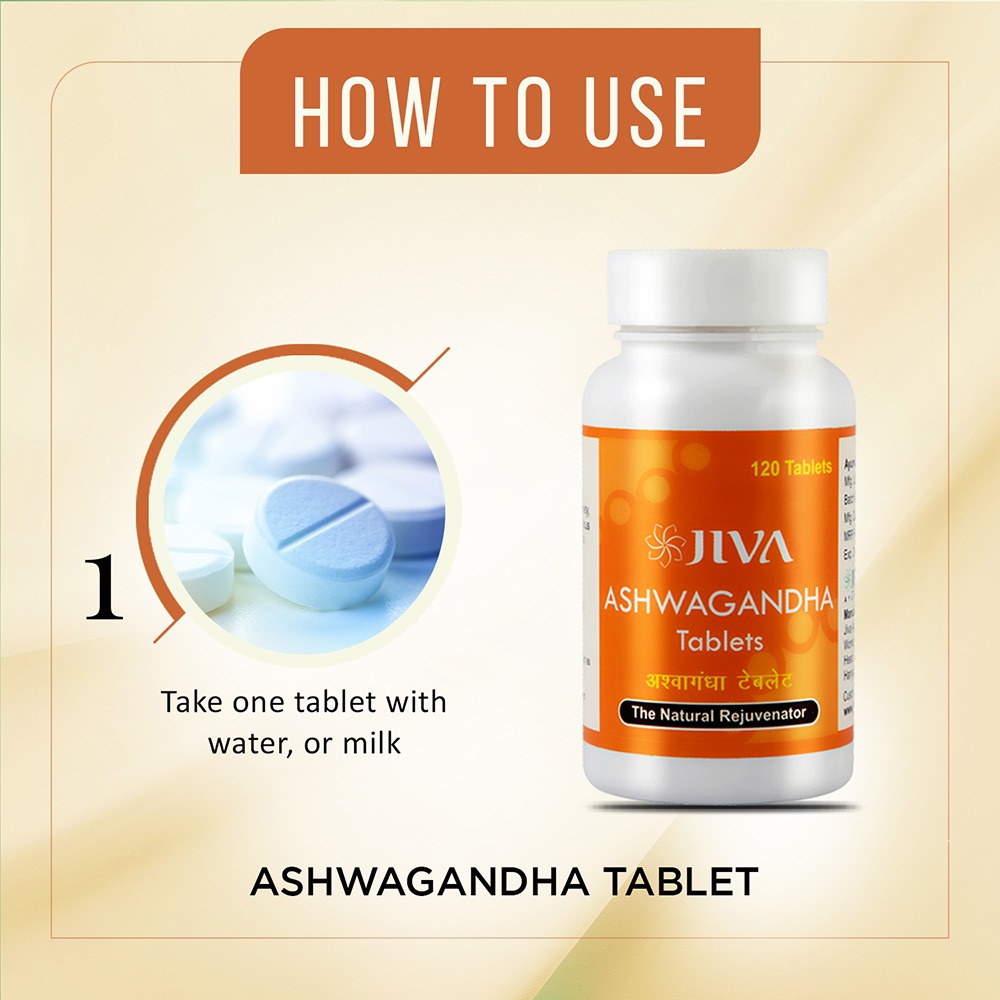 HOW TO USE
1
Take one tablet with
water, or milk
120 Tablets
JIVA
ASHWAGANDHA
Tablets
अश्वागंधा टेबलेट
The Natural Rejuvenator
ASHWAGANDHA TABLET